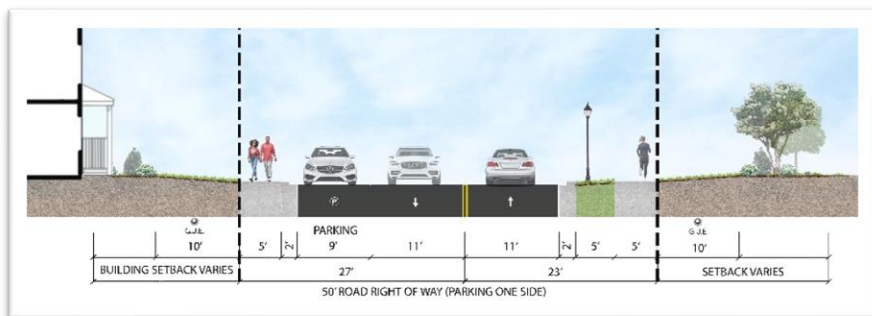 G.J.E
PARKING
10' 5' 2' 9' 11' 11' 2' 5' 5' G.J.E 10'
BUILDING SETBACK VARIES 27' 23' SETBACK VARIES
50' ROAD RIGHT OF WAY (PARKING ONE SIDE)